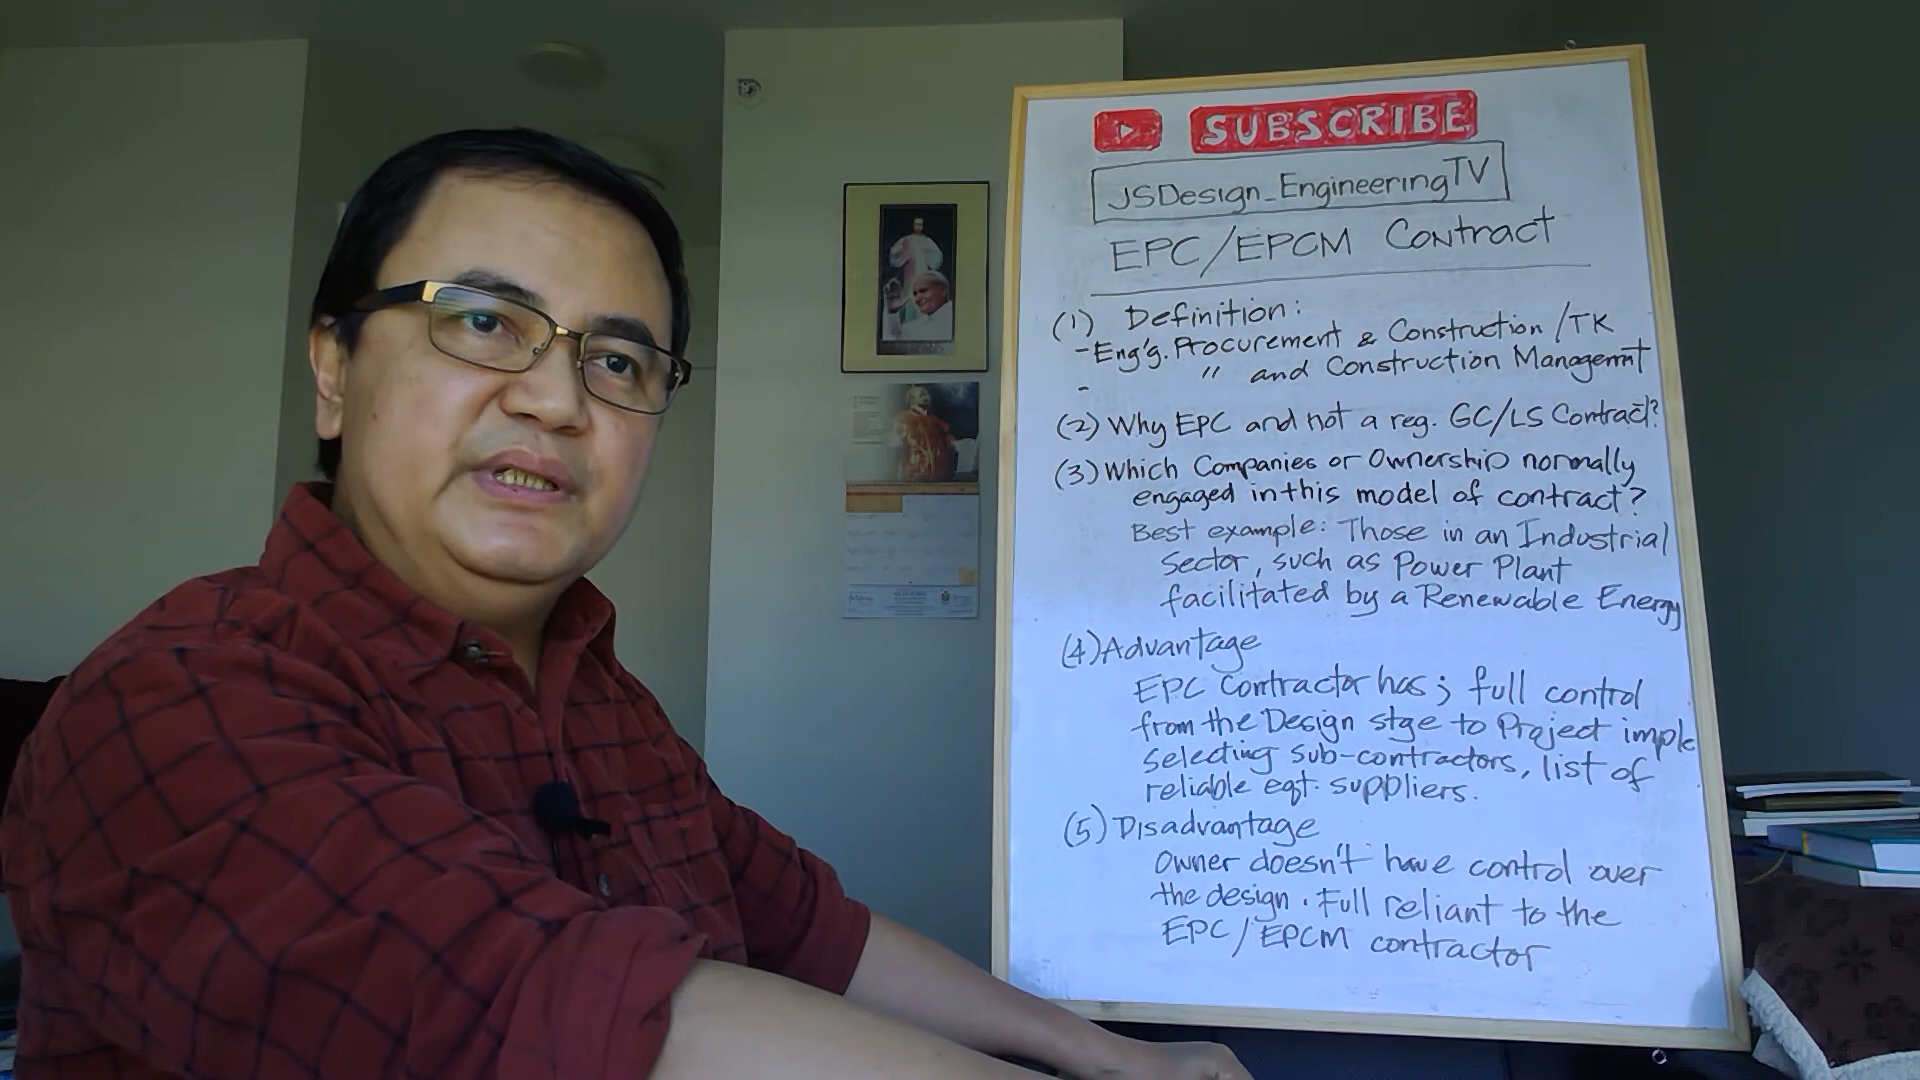 SUBSCRIBE
JSDesign_EngineeringTV
EPC/EPCM Contract
(1) Definition:
- Eng'g. Procurement & Construction /TK
- " and Construction Managemnt
(2) Why EPC and not a reg. GC/LS Contract?
(3) Which Companies or Ownership normally
engaged in this model of contract?
Best example: Those in an Industrial
Sector, such as Power Plant
facilitated by a Renewable Energy
(4) Advantage
EPC Contractor has; full control
from the Design stge to Project imple
Selecting sub-contractors, list of
reliable eqt. suppliers.
(5) Disadvantage
Owner doesn't have control over
the design. Full reliant to the
EPC/EPCM contractor